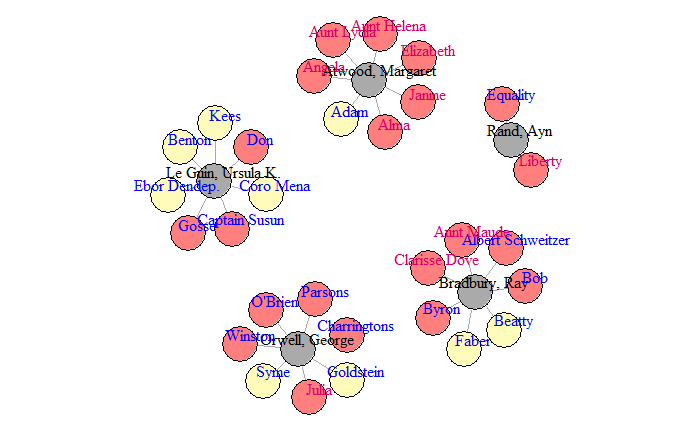 Aunt Helena
Aunt Lydia
Elizabeth
Angela
Atwood, Margaret
Janine
Adam
Alma
Equality
Rand, Ayn
Liberty
Kees
Benton
Don
Le Guin, Ursula K.
Ebor Dendep.
Coro Mena
Gosse
Captain Susun
Aunt Maude
Albert Schweitzer
Clarisse Dove
Bradbury, Ray
Bob
Byron
Beatty
Faber
Parsons
O'Brien
Charringtons
Winston
Orwell, George
Syme
Goldstein
Julia